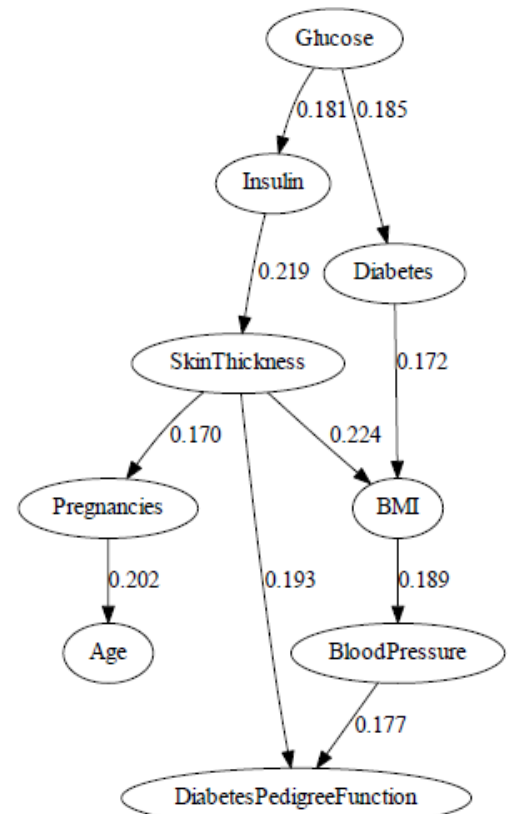 Glucose
0.181 0.185
Insulin
0.219 Diabetes
SkinThickness 0.172
0.170 0.224
Pregnancies BMI
0.202 0.193 0.189
Age BloodPressure
0.177
DiabetesPedigreeFunction